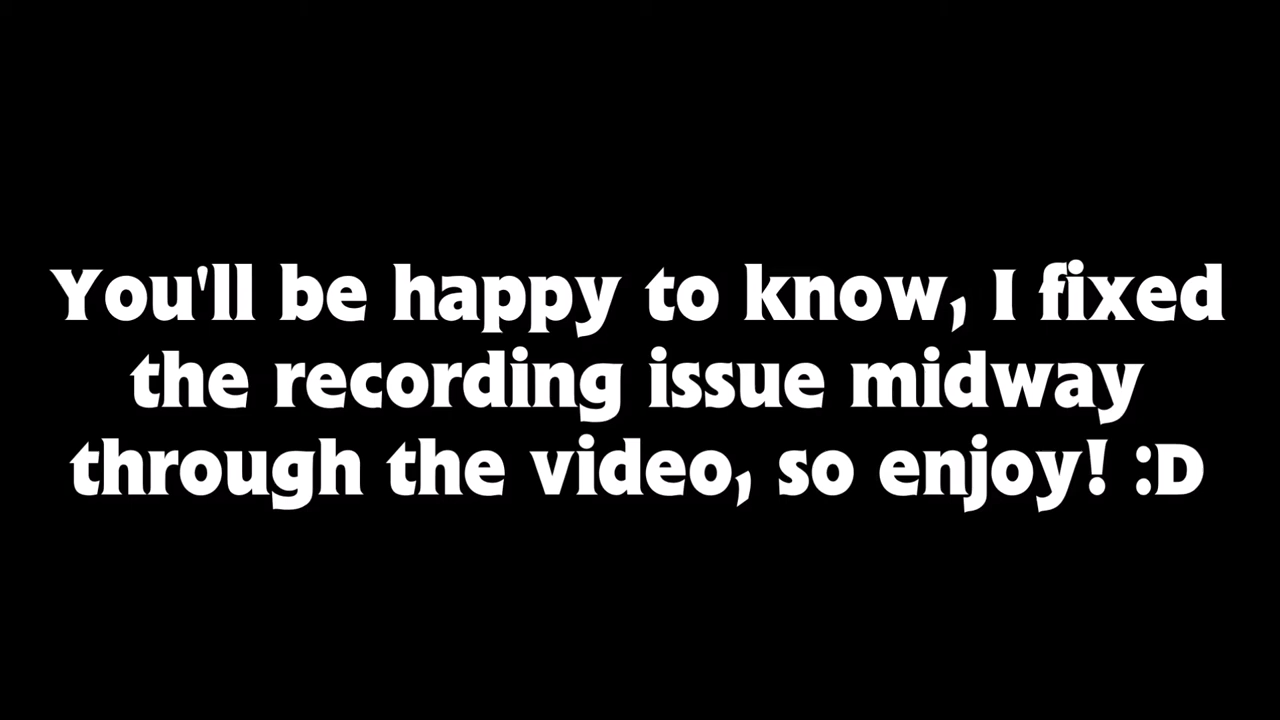 You'll be happy to know, I fixed
the recording issue midway
through the video, so enjoy! :D